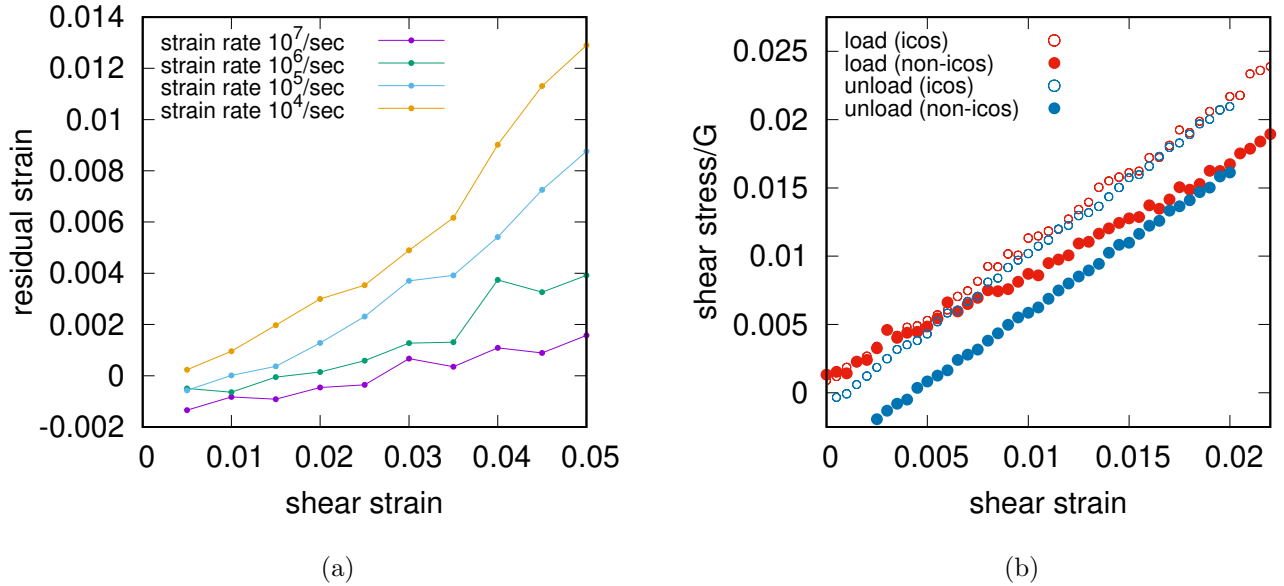 0.014
0.012
0.01
0.008
0.006
0.004
0.002
0
-0.002
residual strain
strain rate 10^7/sec
strain rate 10^6/sec
strain rate 10^5/sec
strain rate 10^4/sec
0 0.01 0.02 0.03 0.04 0.05
shear strain
(a)
0.025
0.02
0.015
0.01
0.005
0
shear stress/G
load (icos)
load (non-icos)
unload (icos)
unload (non-icos)
0 0.005 0.01 0.015 0.02
shear strain
(b)